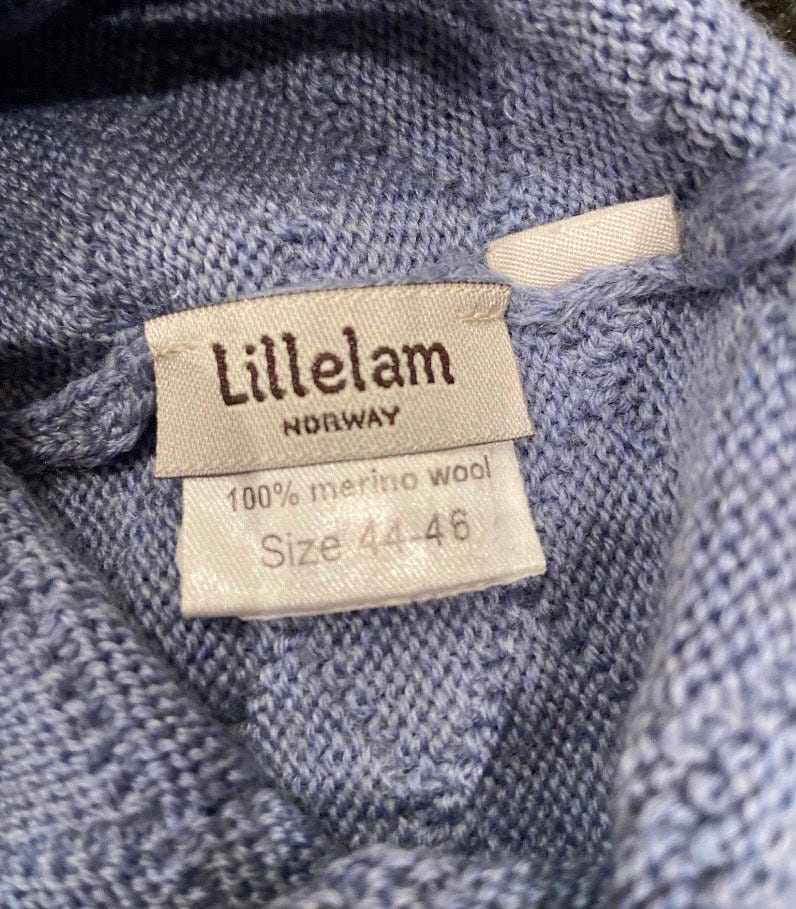 Lillelam
NORWAY
100% merino wool
Size 44-46